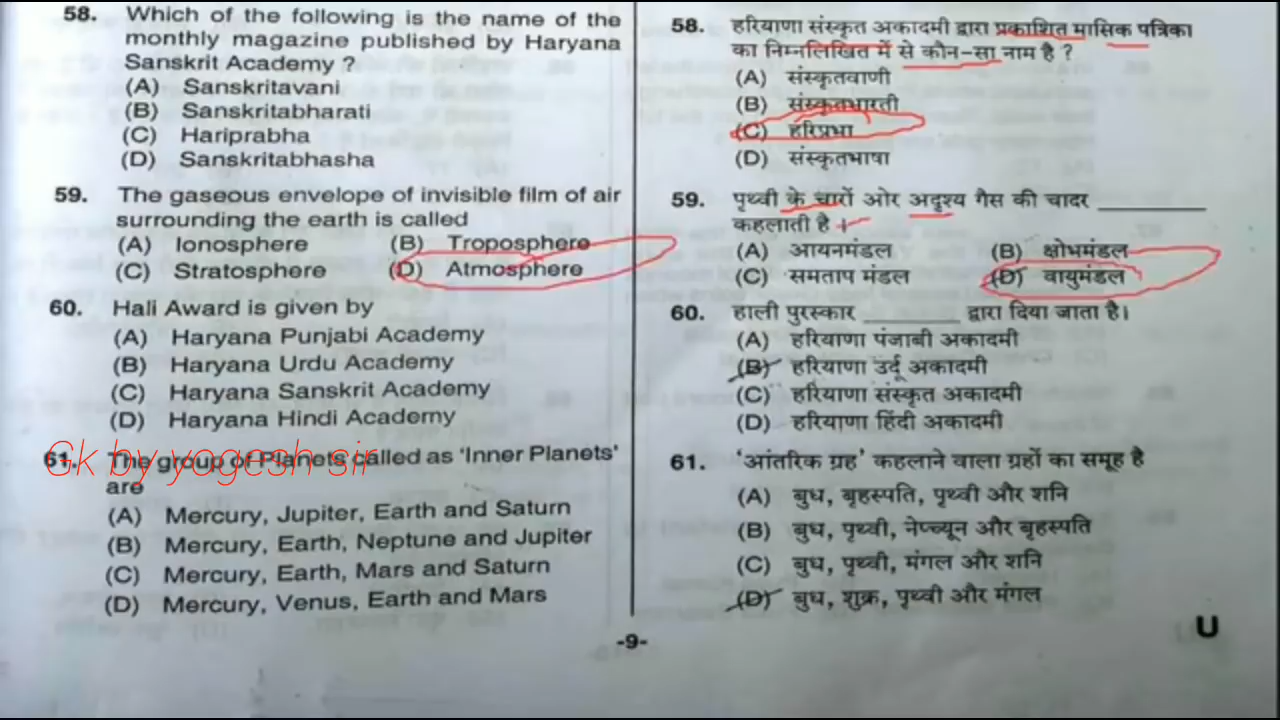 58. Which of the following is the name of the
monthly magazine published by Haryana
Sanskrit Academy ?
(A) Sanskritavani
(B) Sanskritabharati
(C) Hariprabha
(D) Sanskritabhasha
59. The gaseous envelope of invisible film of air
surrounding the earth is called
(A) Ionosphere (B) Troposphere
(C) Stratosphere (D) Atmosphere
60. Hali Award is given by
(A) Haryana Punjabi Academy
(B) Haryana Urdu Academy
(C) Haryana Sanskrit Academy
(D) Haryana Hindi Academy
Gk by yogesh sir
61. The group of Planets called as 'Inner Planets'
are
(A) Mercury, Jupiter, Earth and Saturn
(B) Mercury, Earth, Neptune and Jupiter
(C) Mercury, Earth, Mars and Saturn
(D) Mercury, Venus, Earth and Mars
58. हरियाणा संस्कृत अकादमी द्वारा प्रकाशित मासिक पत्रिका
का निम्नलिखित में से कौन-सा नाम है ?
(A) संस्कृतवाणी
(B) संस्कृतभारती
(C) हरिप्रभा
(D) संस्कृतभाषा
59. पृथ्वी के चारों ओर अदृश्य गैस की चादर ________
कहलाती है ।
(A) आयनमंडल (B) क्षोभमंडल
(C) समताप मंडल (D) वायुमंडल
60. हाली पुरस्कार ________ द्वारा दिया जाता है।
(A) हरियाणा पंजाबी अकादमी
(B) हरियाणा उर्दू अकादमी
(C) हरियाणा संस्कृत अकादमी
(D) हरियाणा हिंदी अकादमी
61. 'आंतरिक ग्रह' कहलाने वाला ग्रहों का समूह है
(A) बुध, बृहस्पति, पृथ्वी और शनि
(B) बुध, पृथ्वी, नेप्च्यून और बृहस्पति
(C) बुध, पृथ्वी, मंगल और शनि
(D) बुध, शुक्र, पृथ्वी और मंगल
-9-
U